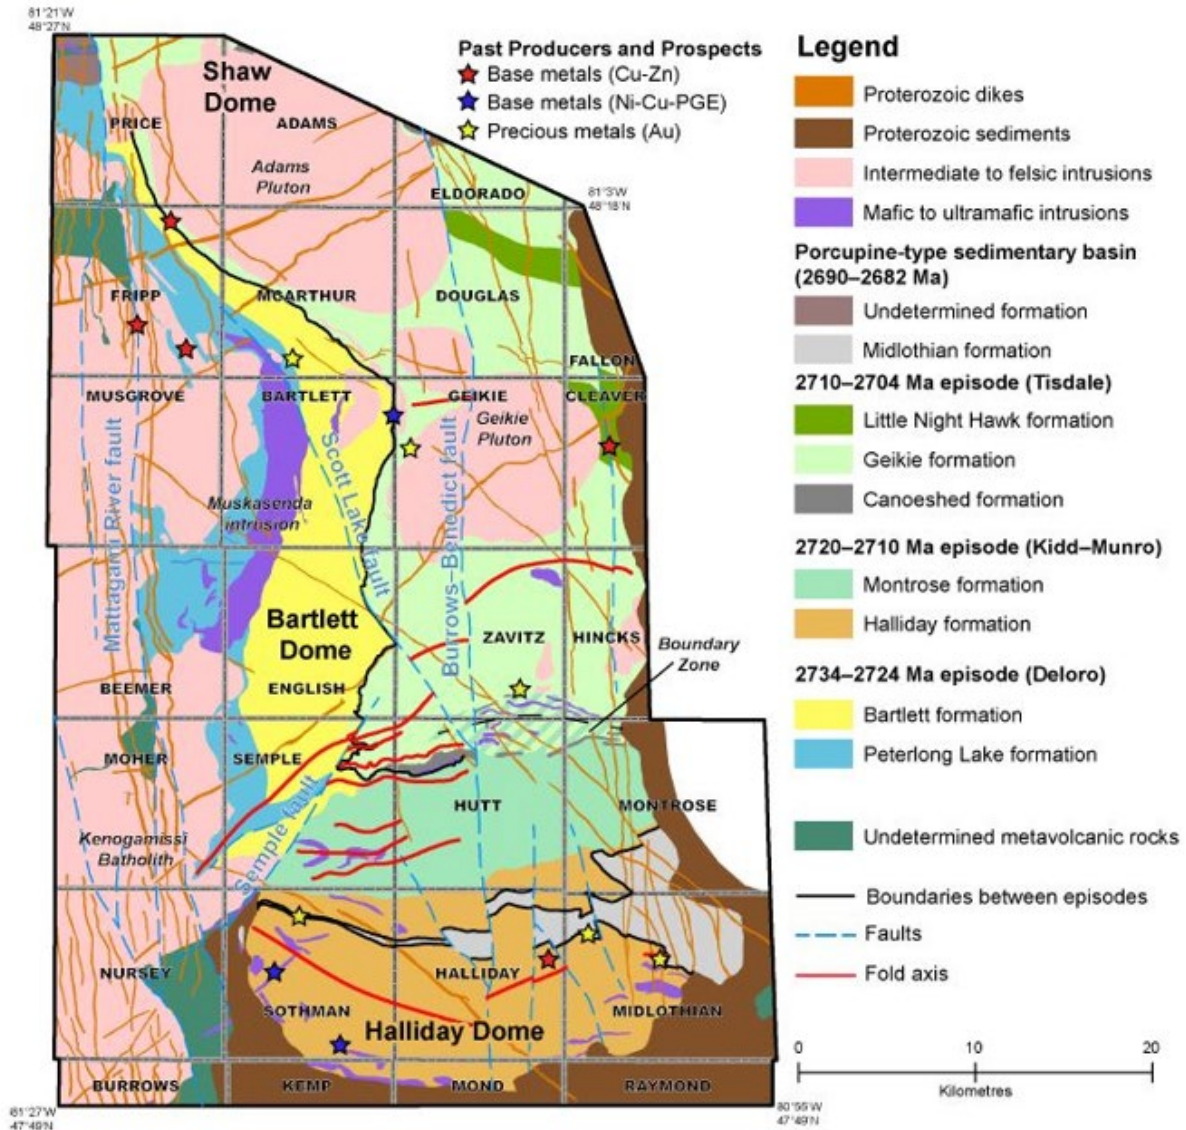 81°21'W
48°27'N
Past Producers and Prospects
Base metals (Cu-Zn)
Base metals (Ni-Cu-PGE)
Precious metals (Au)
Shaw
Dome
PRICE
ADAMS
Adams
Pluton
ELDORADO
81°3'W
48°18'N
FRIPP
MCARTHUR
DOUGLAS
FALLON
MUSGROVE
BARTLETT
GEIKIE
CLEAVER
Geikie
Pluton
Mattagami River fault
Scott Lake fault
Burrows–Benedict fault
Muskasenda
intrusion
Bartlett
Dome
ZAVITZ
HINCKS
Boundary
Zone
BEEMER
ENGLISH
MOHER
SEMPLE
HUTT
MONTROSE
Kenogamissi
Batholith
Semple fault
NURSEY
HALLIDAY
SOTHMAN
MIDLOTHIAN
Halliday Dome
BURROWS
KEMP
MOND
RAYMOND
81°27'W
47°49'N
80°55'W
47°49'N
Legend
Proterozoic dikes
Proterozoic sediments
Intermediate to felsic intrusions
Mafic to ultramafic intrusions
Porcupine-type sedimentary basin
(2690–2682 Ma)
Undetermined formation
Midlothian formation
2710–2704 Ma episode (Tisdale)
Little Night Hawk formation
Geikie formation
Canoeshed formation
2720–2710 Ma episode (Kidd–Munro)
Montrose formation
Halliday formation
2734–2724 Ma episode (Deloro)
Bartlett formation
Peterlong Lake formation
Undetermined metavolcanic rocks
Boundaries between episodes
Faults
Fold axis
0 10 20
Kilometres